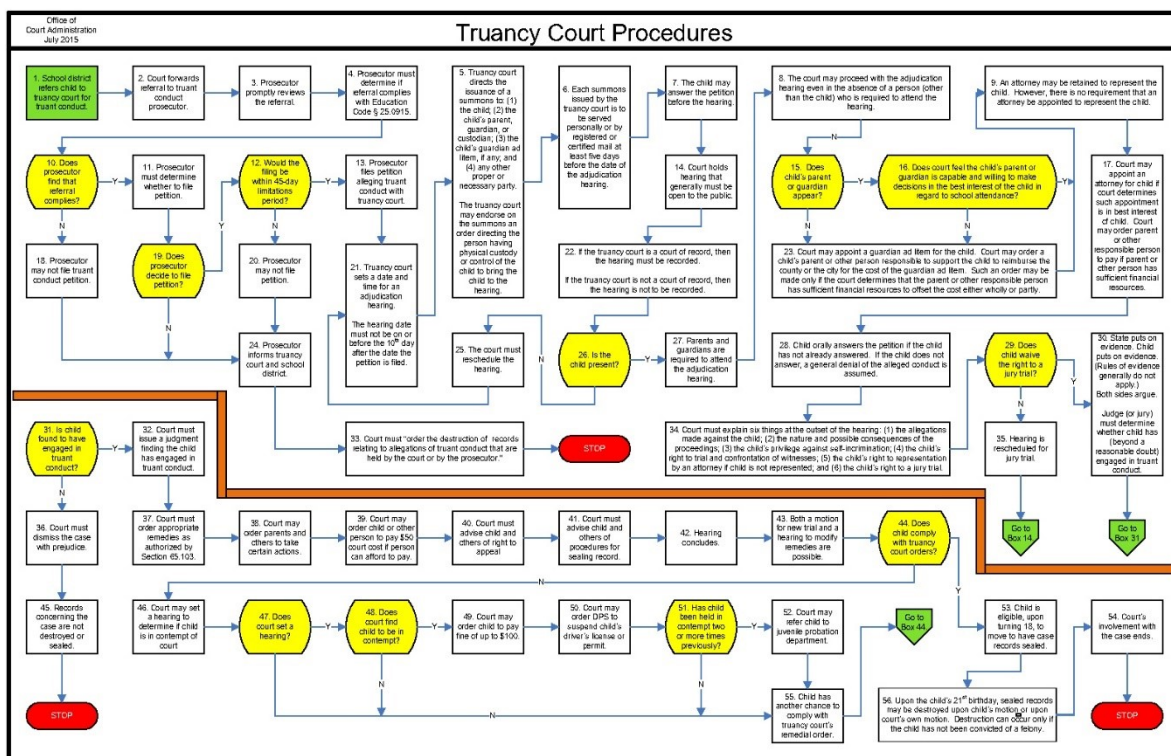 Office of
Court Administration
July 2015
Truancy Court Procedures
1. School district
refers child to
truancy court for
truant conduct.
2. Court forwards
referral to truant
conduct
prosecutor.
3. Prosecutor
promptly reviews
the referral.
4. Prosecutor must
determine if
referral complies
with Education
Code § 25.0915.
5. Truancy court
directs the
issuance of a
summons to: (1)
the child; (2) the
child's parent,
guardian, or
custodian; (3) the
child's guardian ad
litem, if any; and
(4) any other
proper or
necessary party.
The truancy court
may endorse on
the summons an
order directing the
person having
physical custody
or control of the
child to bring the
child to the
hearing.
6. Each summons
issued by the
truancy court is to
be served
personally or by
registered or
certified mail at
least five days
before the date of
the adjudication
hearing.
7. The child may
answer the petition
before the hearing.
8. The court may proceed with the adjudication
hearing even in the absence of a person (other
than the child) who is required to attend the
hearing.
9. An attorney may be retained to represent the
child. However, there is no requirement that an
attorney be appointed to represent the child.
10. Does
prosecutor
find that
referral
complies?
Y
11. Prosecutor
must determine
whether to file
petition.
Y
12. Would the
filing be
within 45-day
limitations
period?
Y
13. Prosecutor
files petition
alleging truant
conduct with
truancy court.
14. Court holds
hearing that
generally must be
open to the public.
N
15. Does
child's parent
or guardian
appear?
Y
16. Does court feel the child's parent
or guardian is capable and willing to make
decisions in the best interest of the child in
regard to school attendance?
Y
17. Court may
appoint an
attorney for child if
court determines
such appointment
is in best interest
of child. Court
may order parent
or other
responsible person
to pay if parent or
other person has
sufficient financial
resources.
N
N
N
N
18. Prosecutor
may not file truant
conduct petition.
19. Does
prosecutor
decide to file
petition?
20. Prosecutor
may not file
petition.
21. Truancy court
sets a date and
time for an
adjudication
hearing.
The hearing date
must not be on or
before the 10th day
after the date the
petition is filed.
22. If the truancy court is a court of record, then
the hearing must be recorded.
If the truancy court is not a court of record, then
the hearing is not to be recorded.
23. Court may appoint a guardian ad litem for the child. Court may order a
child's parent or other person responsible to support the child to reimburse the
county or the city for the cost of the guardian ad litem. Such an order may be
made only if the court determines that the parent or other responsible person
has sufficient financial resources to offset the cost either wholly or partly.
N
24. Prosecutor
informs truancy
court and school
district.
25. The court must
reschedule the
hearing.
N
26. Is the
child present?
Y
27. Parents and
guardians are
required to attend
the adjudication
hearing.
28. Child orally answers the petition if the child
has not already answered. If the child does not
answer, a general denial of the alleged conduct is
assumed.
29. Does
child waive
the right to a
jury trial?
Y
N
30. State puts on
evidence. Child
puts on evidence.
(Rules of evidence
generally do not
apply.)
Both sides argue.
Judge (or jury)
must determine
whether child has
(beyond a
reasonable doubt)
engaged in truant
conduct.
31. Is child
found to have
engaged in
truant
conduct?
Y
N
32. Court must
issue a judgment
finding the child
has engaged in
truant conduct.
33. Court must "order the destruction of records
relating to allegations of truant conduct that are
held by the court or by the prosecutor."
STOP
34. Court must explain six things at the outset of the hearing: (1) the allegations
made against the child; (2) the nature and possible consequences of the
proceedings; (3) the child's privilege against self-incrimination; (4) the child's
right to trial and confrontation of witnesses; (5) the child's right to representation
by an attorney if child is not represented; and (6) the child's right to a jury trial.
35. Hearing is
rescheduled for
jury trial.
36. Court must
dismiss the case
with prejudice.
37. Court must
order appropriate
remedies as
authorized by
Section 65.103.
38. Court may
order parents and
others to take
certain actions.
39. Court may
order child or other
person to pay $50
court cost if person
can afford to pay.
40. Court must
advise child and
others of right to
appeal
41. Court must
advise child and
others of
procedures for
sealing record.
42. Hearing
concludes.
43. Both a motion
for new trial and a
hearing to modify
remedies are
possible.
44. Does
child comply
with truancy
court orders?
Go to
Box 14
Go to
Box 31
N
Y
45. Records
concerning the
case are not
destroyed or
sealed.
46. Court may set
a hearing to
determine if child
is in contempt of
court
47. Does
court set a
hearing?
Y
48. Does
court find
child to be in
contempt?
Y
49. Court may
order child to pay
fine of up to $100.
50. Court may
order DPS to
suspend child's
driver's license or
permit.
51. Has child
been held in
contempt two
or more times
previously?
Y
52. Court may
refer child to
juvenile probation
department.
Go to
Box 44
53. Child is
eligible, upon
turning 18, to
move to have case
records sealed.
54. Court's
involvement with
the case ends.
N
N
N
N
55. Child has
another chance to
comply with
truancy court's
remedial order.
56. Upon the child's 21st birthday, sealed records
may be destroyed upon child's motion or upon
court's own motion. Destruction can occur only if
the child has not been convicted of a felony.
STOP
STOP